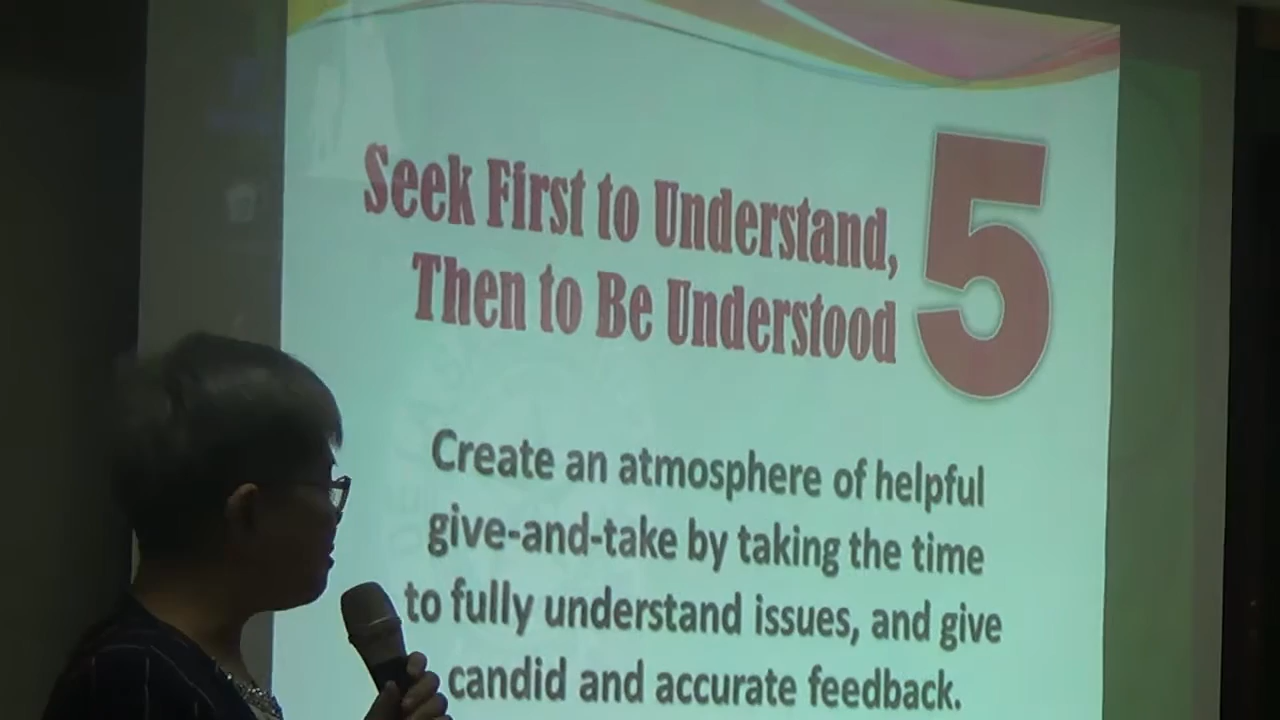 Seek First to Understand,
Then to Be Understood
5
Create an atmosphere of helpful
give-and-take by taking the time
to fully understand issues, and give
candid and accurate feedback.